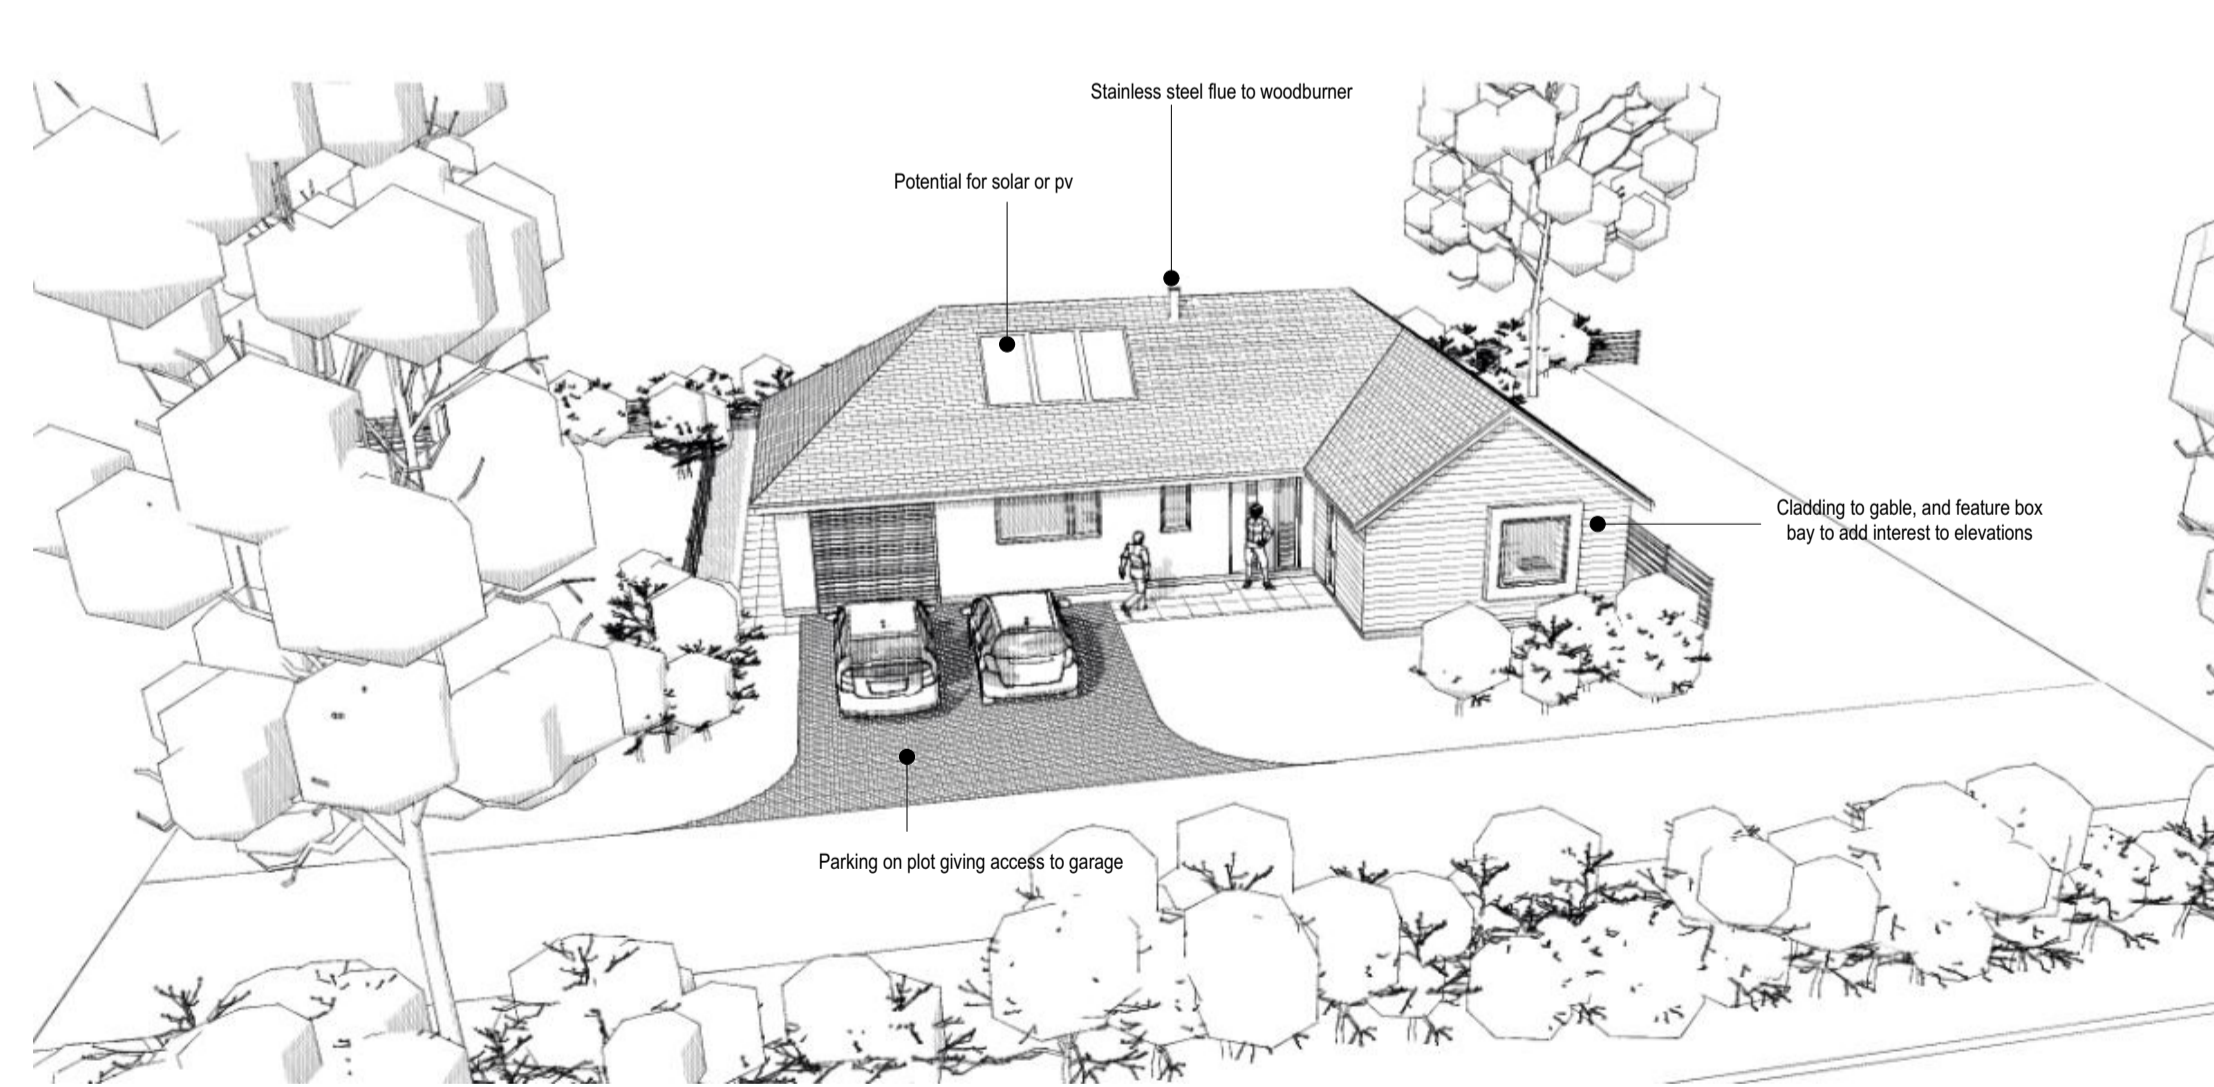 Stainless steel flue to woodburner
Potential for solar or pv
Cladding to gable, and feature box
bay to add interest to elevations
Parking on plot giving access to garage